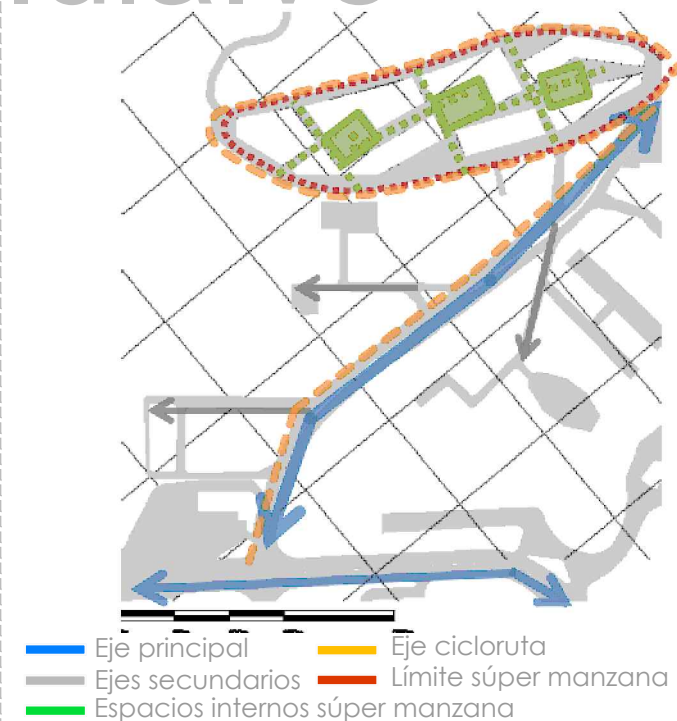 Eje principal
Eje cicloruta
Ejes secundarios
Límite súper manzana
Espacios internos súper manzana